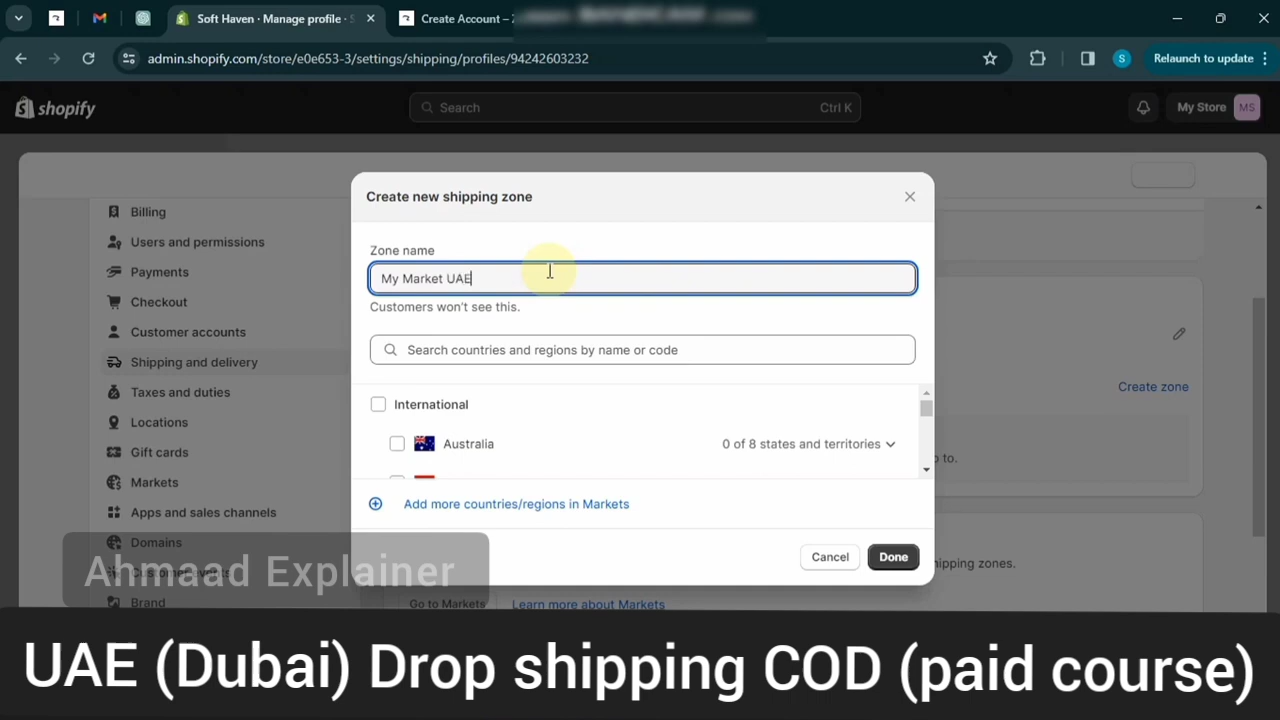 Soft Haven · Manage profile · S
Create Account – Z
admin.shopify.com/store/e0e653-3/settings/shipping/profiles/94242603232
S
Relaunch to update
shopify
Search
Ctrl K
My Store
MS
Create new shipping zone
Billing
Users and permissions
Zone name
Payments
My Market UAE
Checkout
Customers won't see this.
Customer accounts
Search countries and regions by name or code
Shipping and delivery
Create zone
Taxes and duties
International
Locations
Australia
0 of 8 states and territories
Gift cards
p to.
Markets
Add more countries/regions in Markets
Apps and sales channels
Domains
Cancel
Done
hipping zones.
Ahmaad Explainer
Brand
Go to Markets
Learn more about Markets
UAE (Dubai) Drop shipping COD (paid course)